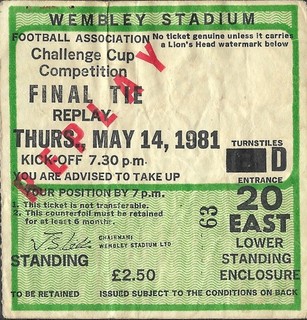 WEMBLEY STADIUM
FOOTBALL ASSOCIATION No ticket genuine unless it carries
a Lion's Head watermark below
Challenge Cup
Competition
FINAL TIE
REPLAY
REPLAY
THURS., MAY 14, 1981
KICK-OFF 7.30 p.m.
YOU ARE ADVISED TO TAKE UP
YOUR POSITION BY 7 p.m.
TURNSTILES
D
ENTRANCE
20
EAST
LOWER
STANDING
ENCLOSURE
1. This ticket is not transferable.
2. This counterfoil must be retained
for at least 6 months.
63
CHAIRMAN
WEMBLEY STADIUM LTD
STANDING
£2.50
TO BE RETAINED ISSUED SUBJECT TO THE CONDITIONS ON BACK